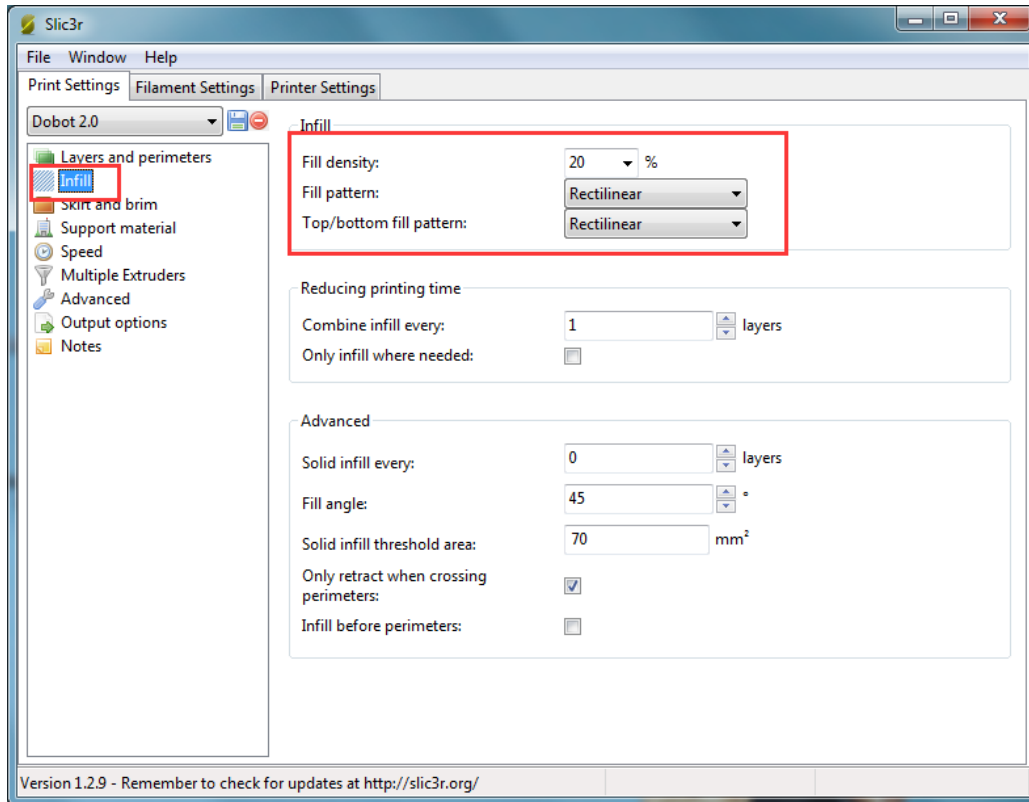 Slic3r
File Window Help
Print Settings Filament Settings Printer Settings
Dobot 2.0
Layers and perimeters
Infill
Skirt and brim
Support material
Speed
Multiple Extruders
Advanced
Output options
Notes
Infill
Fill density: 20 %
Fill pattern: Rectilinear
Top/bottom fill pattern: Rectilinear
Reducing printing time
Combine infill every: 1 layers
Only infill where needed:
Advanced
Solid infill every: 0 layers
Fill angle: 45 °
Solid infill threshold area: 70 mm²
Only retract when crossing
perimeters:
Infill before perimeters:
Version 1.2.9 - Remember to check for updates at http://slic3r.org/